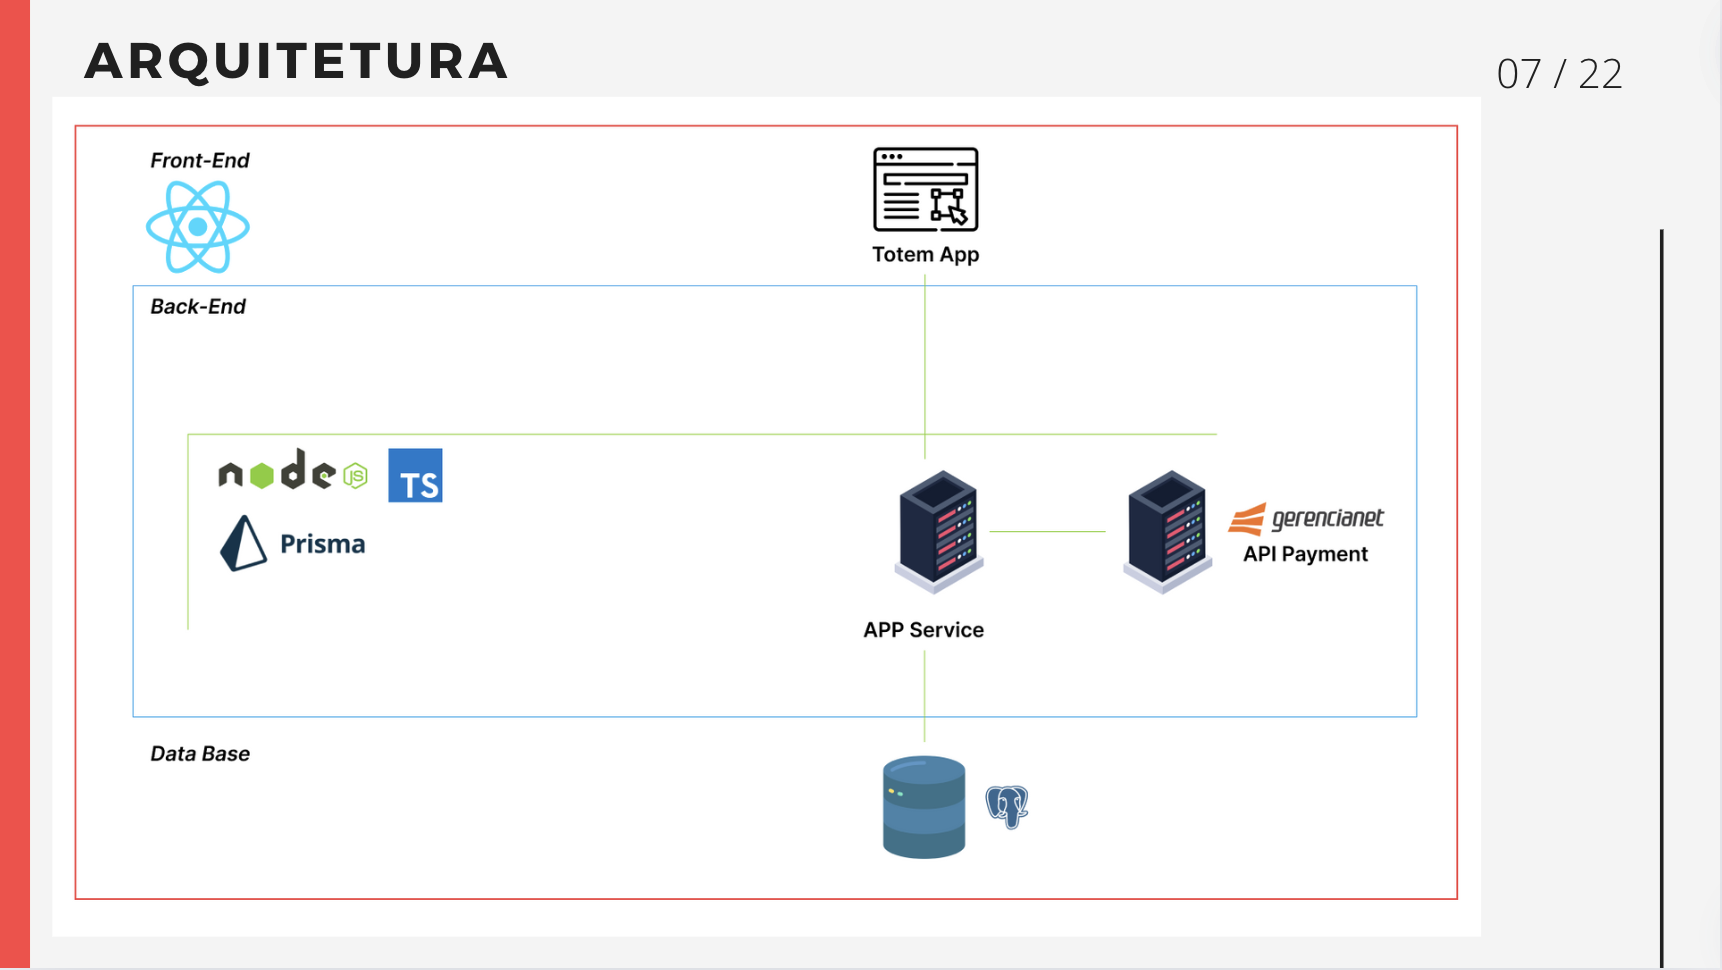 ARQUITETURA
07 / 22
Front-End
Totem App
Back-End
node
JS
TS
Prisma
gerencianet
API Payment
APP Service
Data Base